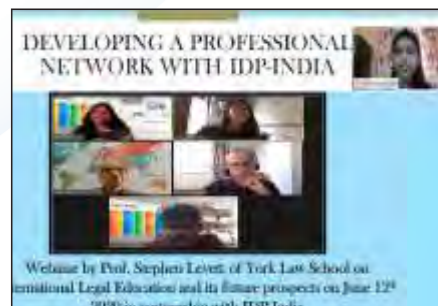 DEVELOPING A PROFESSIONAL
NETWORK WITH IDP-INDIA
Webinar by Prof. Stephen Levett of York Law School on
ernational Legal Education and its future prospects on June 12th
in partnership with IDP India